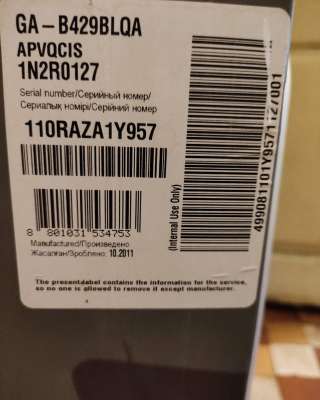 GA-B429BLQA
APVQCIS
1N2R0127
Serial number/Серийный номер/
Сериалық нөмірі/Серійний номер
110RAZA1Y957
8 801031 534753
Manufactured/Произведено
Жасалған/Зроблено: 10.2011
(Internal Use Only)
499081101Y9571127001
The presentlabel contains the information for the service,
so no one is allowed to remove it except manufacturer.